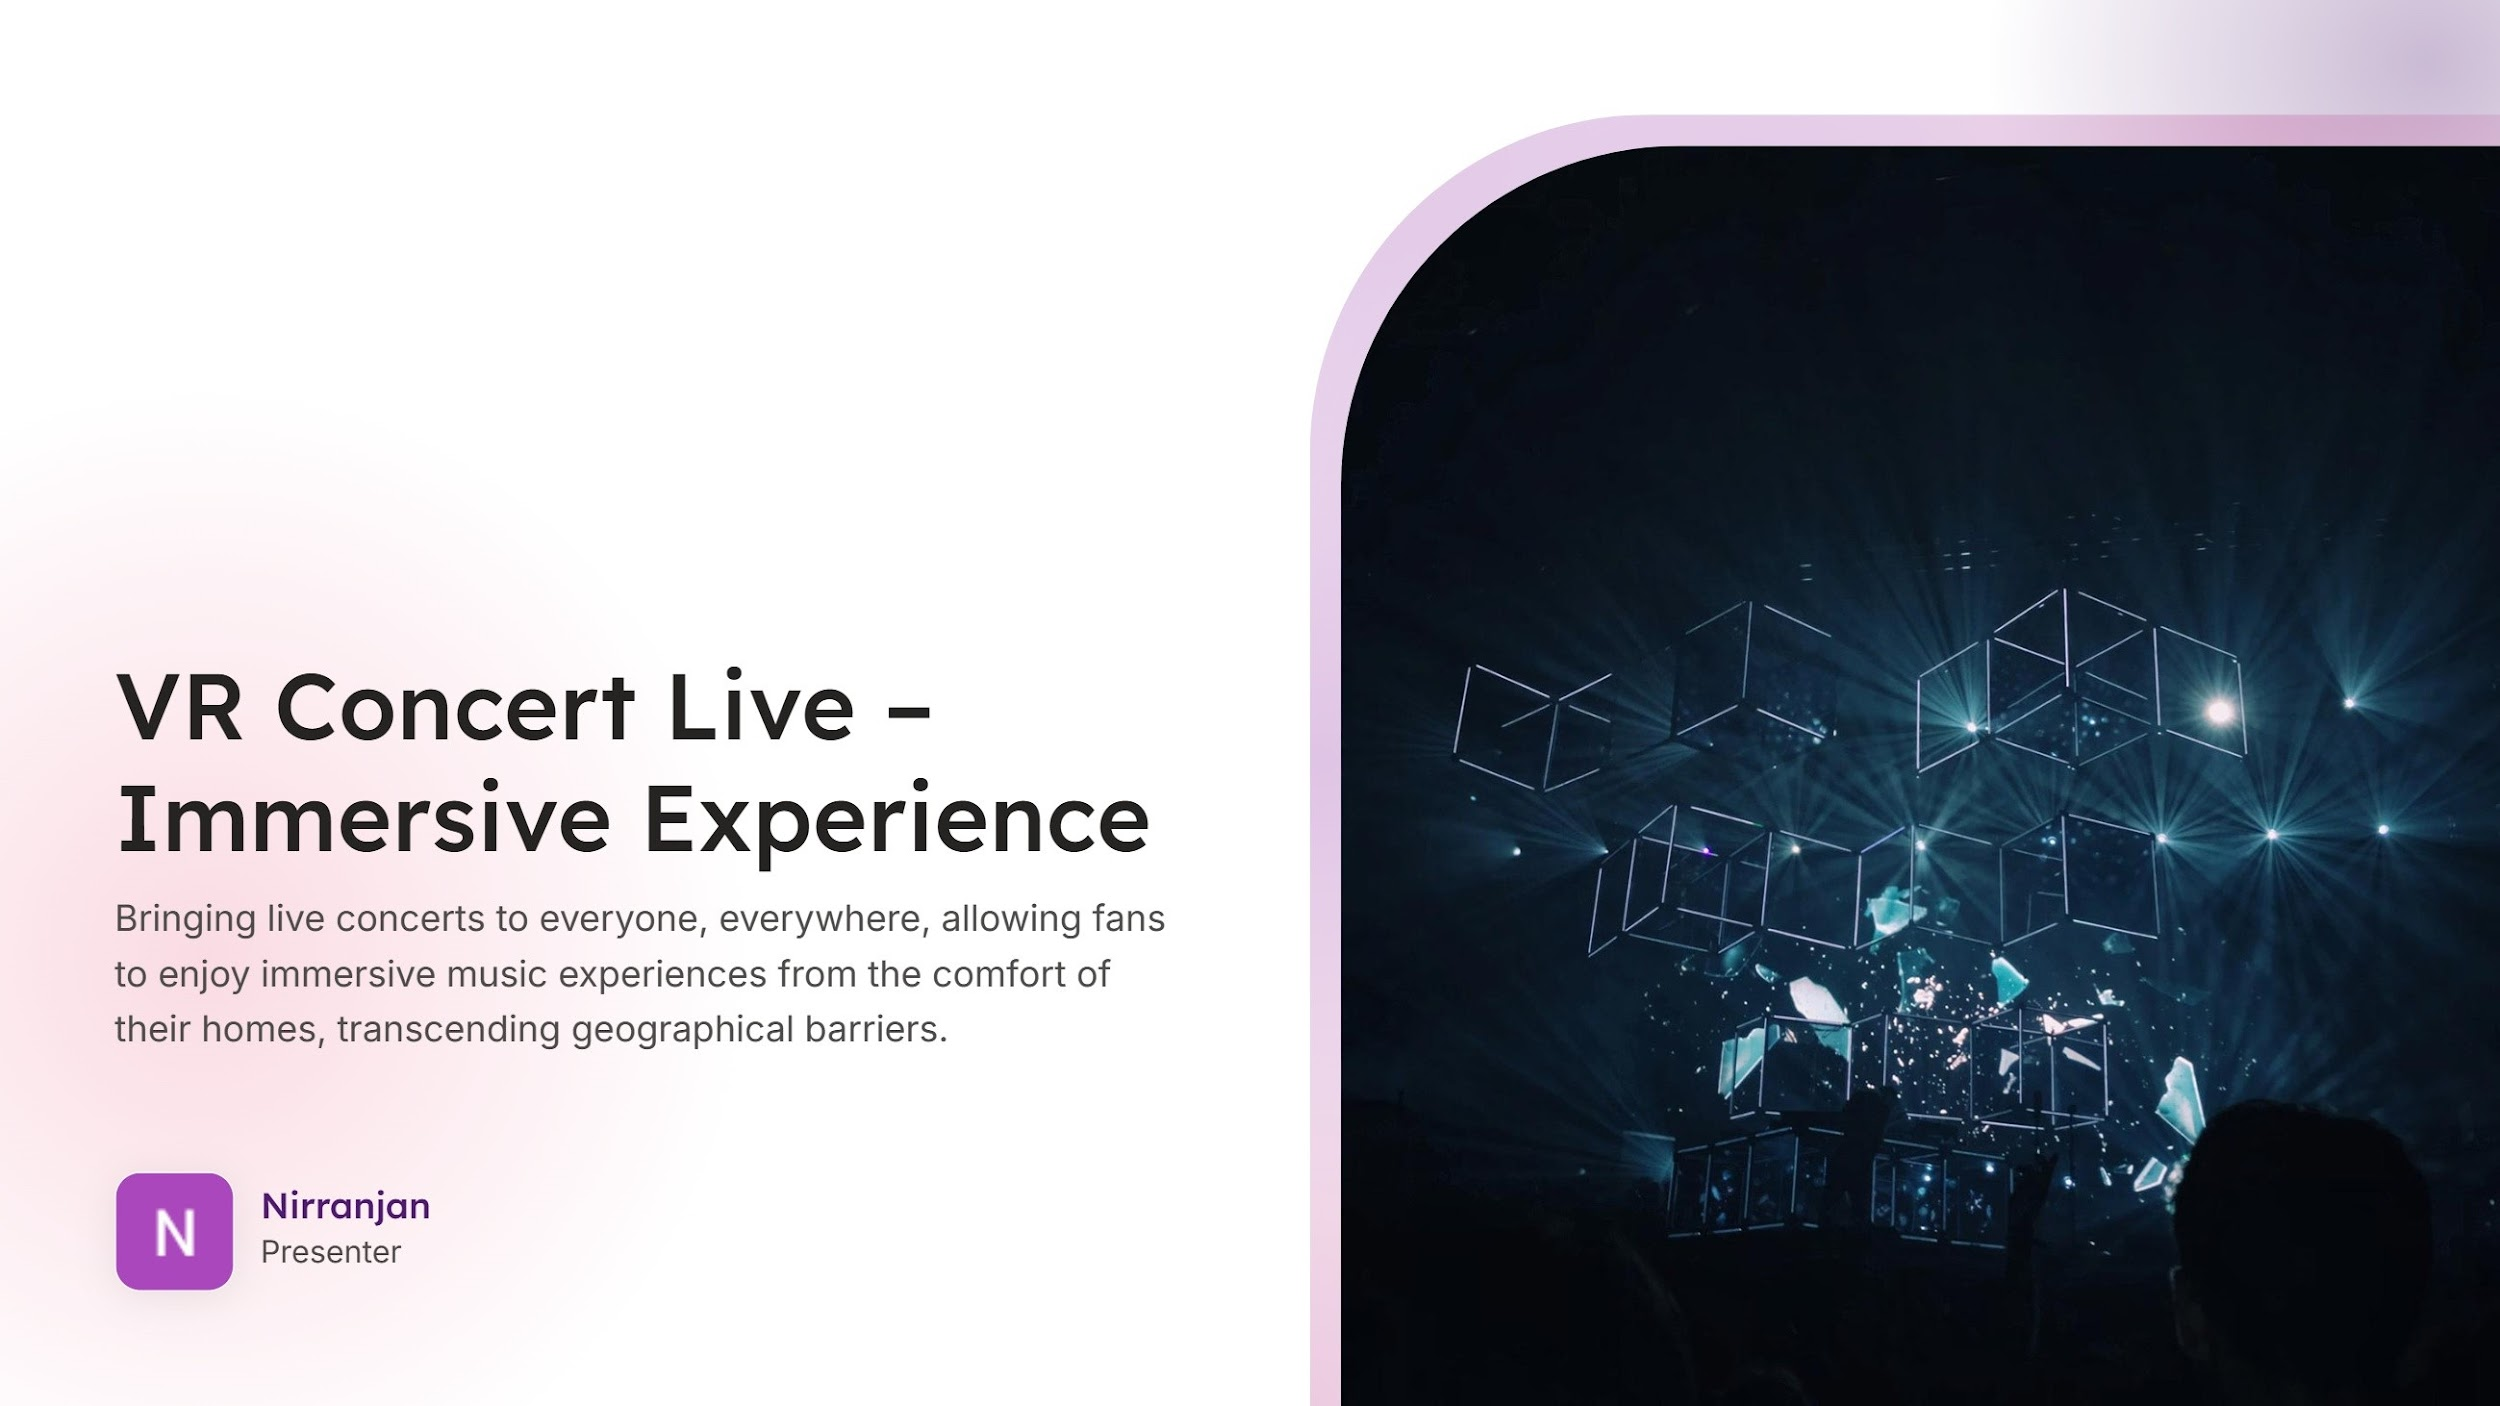 VR Concert Live –
Immersive Experience
Bringing live concerts to everyone, everywhere, allowing fans
to enjoy immersive music experiences from the comfort of
their homes, transcending geographical barriers.
N
Nirranjan
Presenter